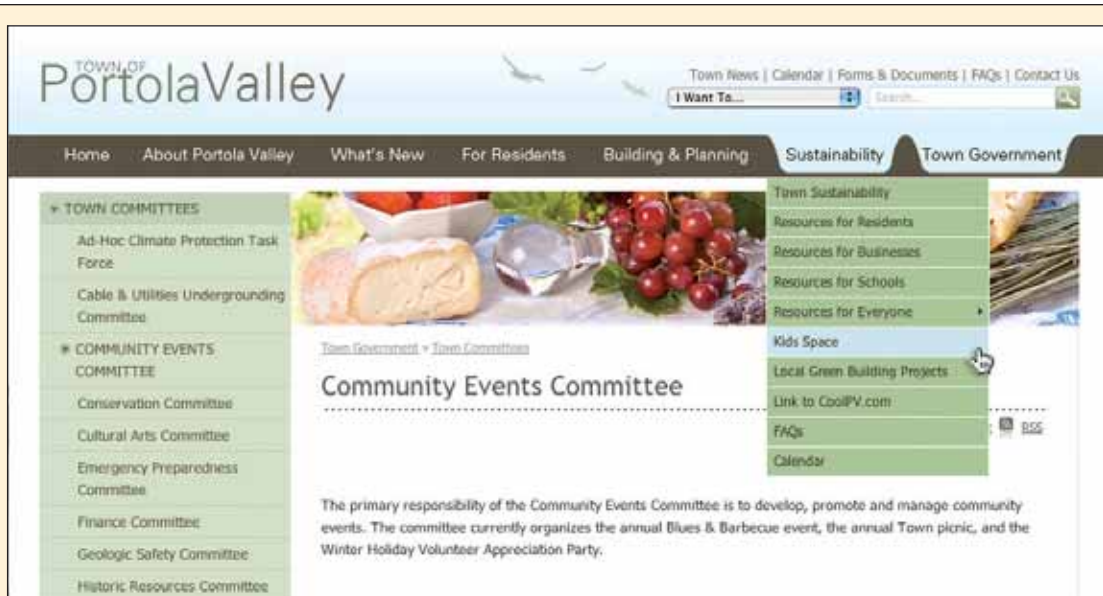 TOWN OF
PortolaValley
Town News | Calendar | Forms & Documents | FAQs | Contact Us
I Want To...
Search...
Home About Portola Valley What's New For Residents Building & Planning Sustainability Town Government
TOWN COMMITTEES
Ad-Hoc Climate Protection Task
Force
Cable & Utilities Undergrounding
Committee
COMMUNITY EVENTS
COMMITTEE
Conservation Committee
Cultural Arts Committee
Emergency Preparedness
Committee
Finance Committee
Geologic Safety Committee
Historic Resources Committee
Town Sustainability
Resources for Residents
Resources for Businesses
Resources for Schools
Resources for Everyone
Kids Space
Local Green Building Projects
Link to CoolPV.com
FAQs
Calendar
Town Government » Town Committees
Community Events Committee
RSS
The primary responsibility of the Community Events Committee is to develop, promote and manage community
events. The committee currently organizes the annual Blues & Barbecue event, the annual Town picnic, and the
Winter Holiday Volunteer Appreciation Party.